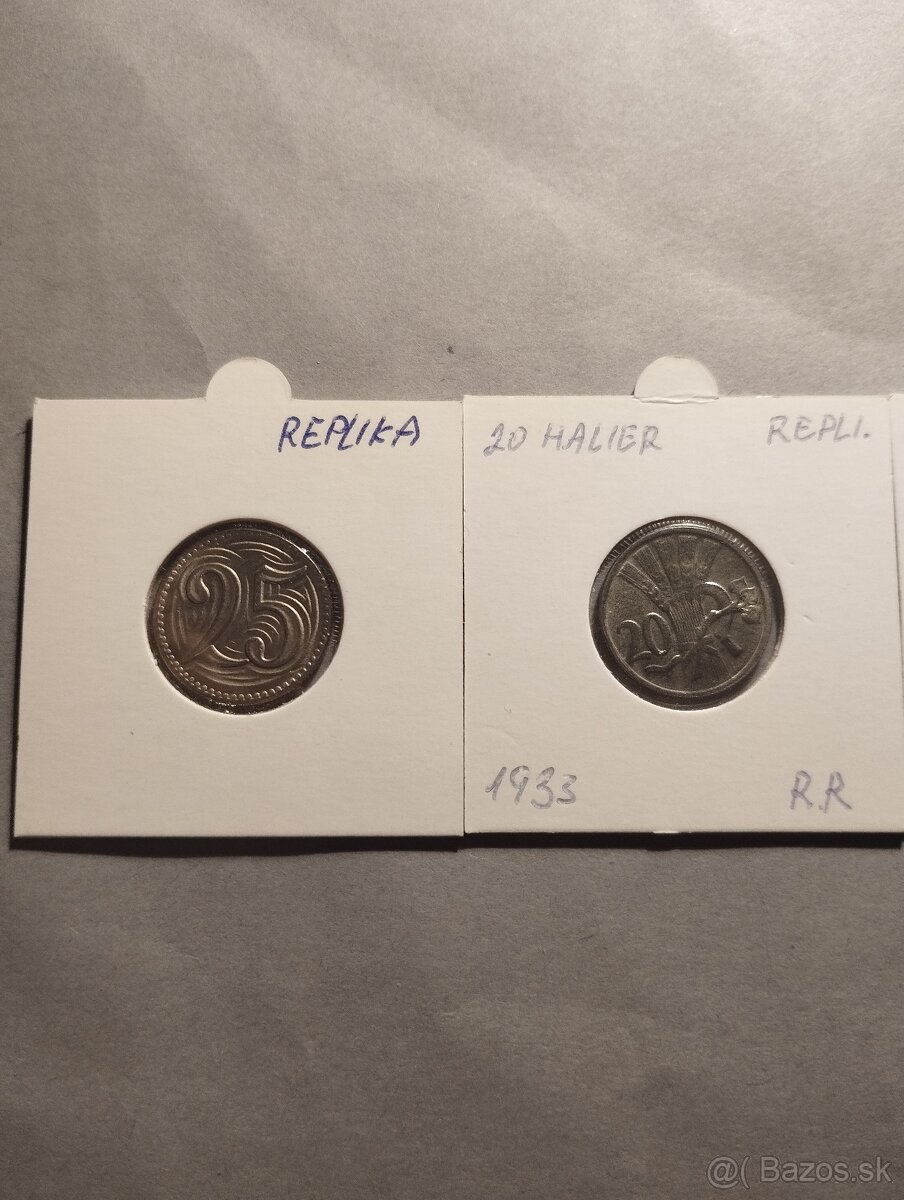 REPLIKA
25
20 HALIER REPLI.
20
1933 R.R
@( Bazos.sk